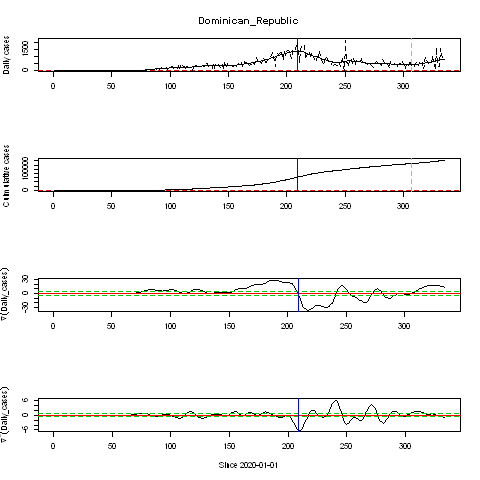 Dominican_Republic
Daily cases
0 1500
0 50 100 150 200 250 300
Culmulative cases
0 10000
0 50 100 150 200 250 300
∇(Daily_cases)
-30 0 30
0 50 100 150 200 250 300
∇²(Daily_cases)
-6 0 6
0 50 100 150 200 250 300
Since 2020-01-01